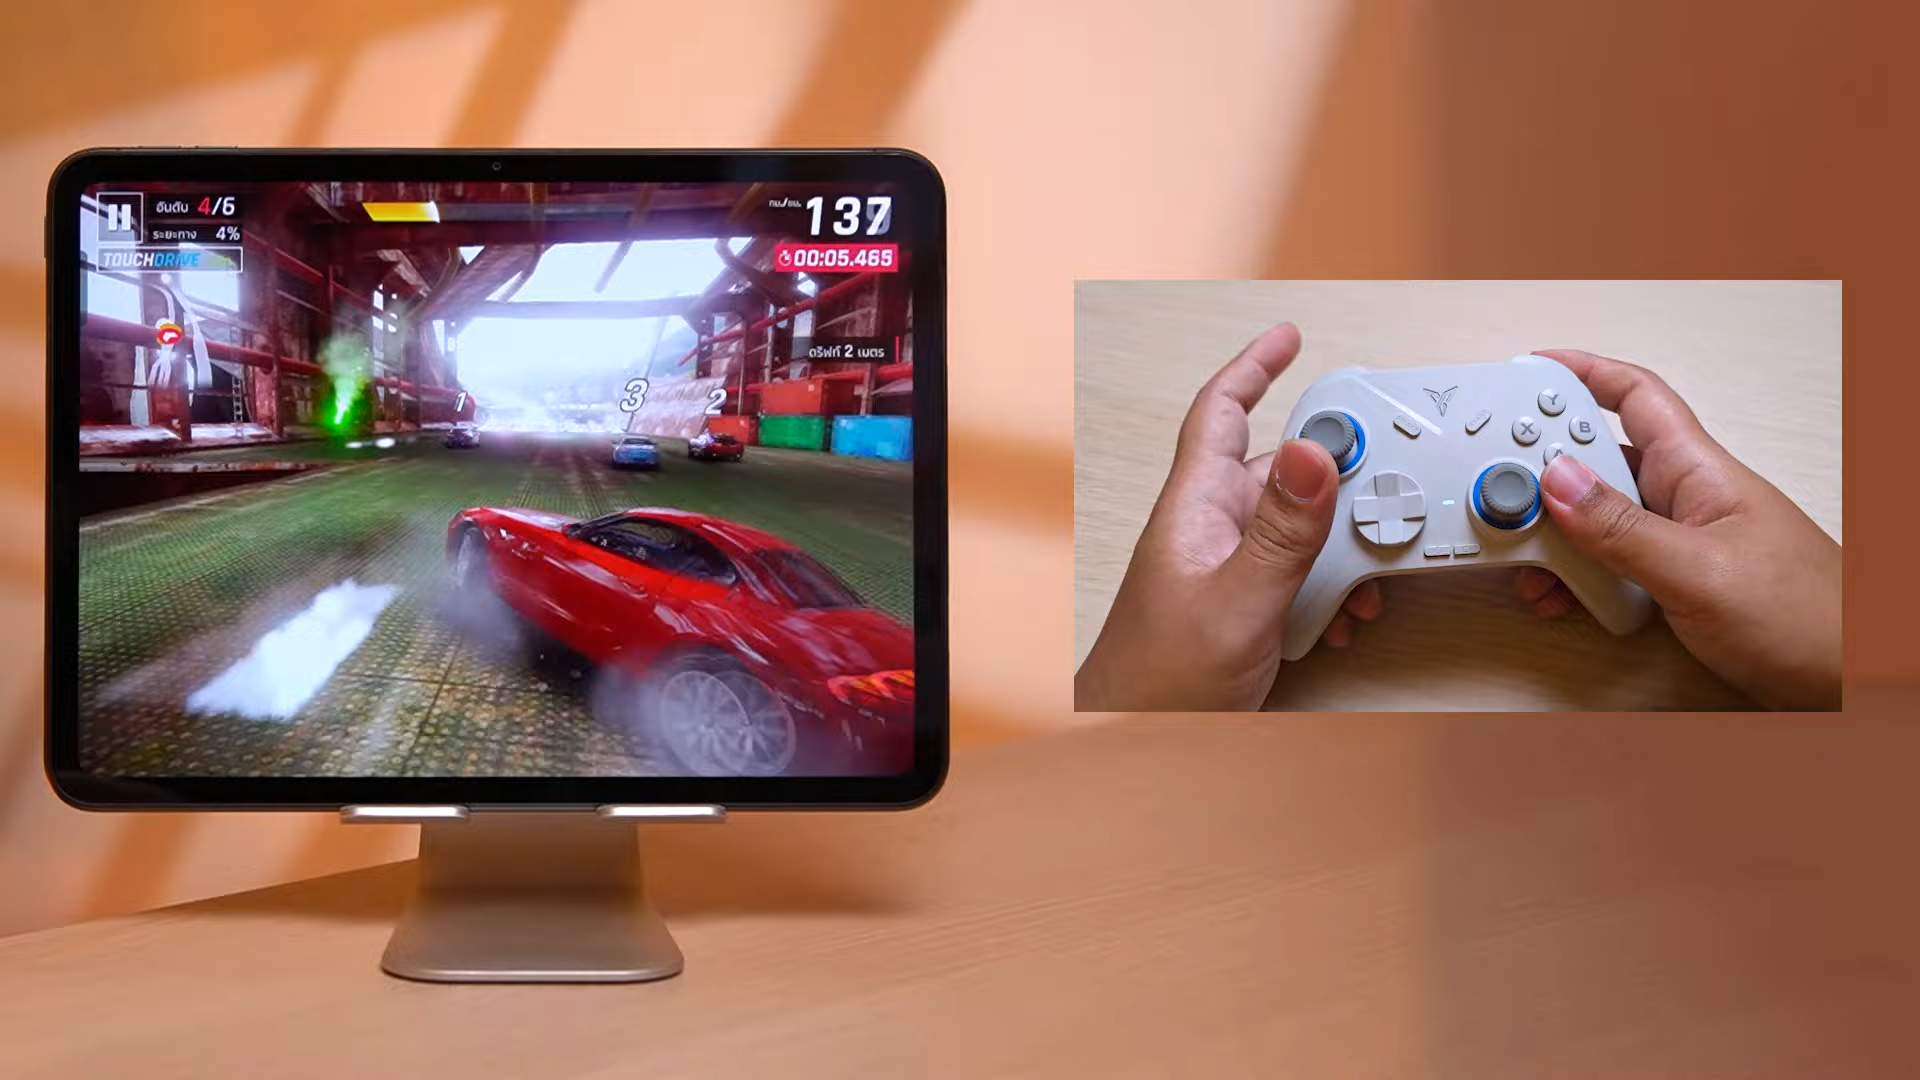 อันดับ 4/6
ระยะทาง 4%
TOUCHDRIVE
กม./ชม. 137
00:05.465
ดริฟท์ 2 เมตร
1
3
2
Y
X
B
A